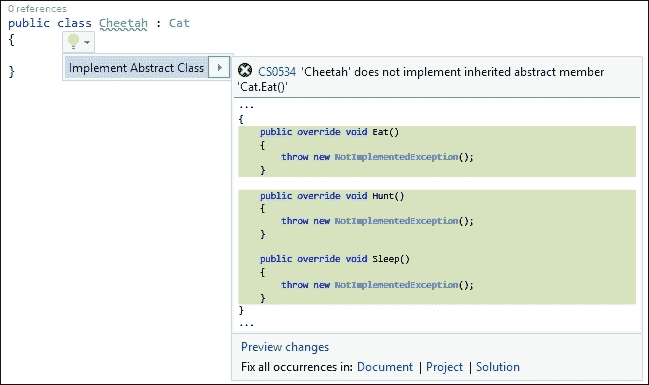 0 references
public class Cheetah : Cat
{
Implement Abstract Class
}
CS0534 'Cheetah' does not implement inherited abstract member
'Cat.Eat()'
...
{
public override void Eat()
{
throw new NotImplementedException();
}
public override void Hunt()
{
throw new NotImplementedException();
}
public override void Sleep()
{
throw new NotImplementedException();
}
}
...
Preview changes
Fix all occurrences in: Document | Project | Solution